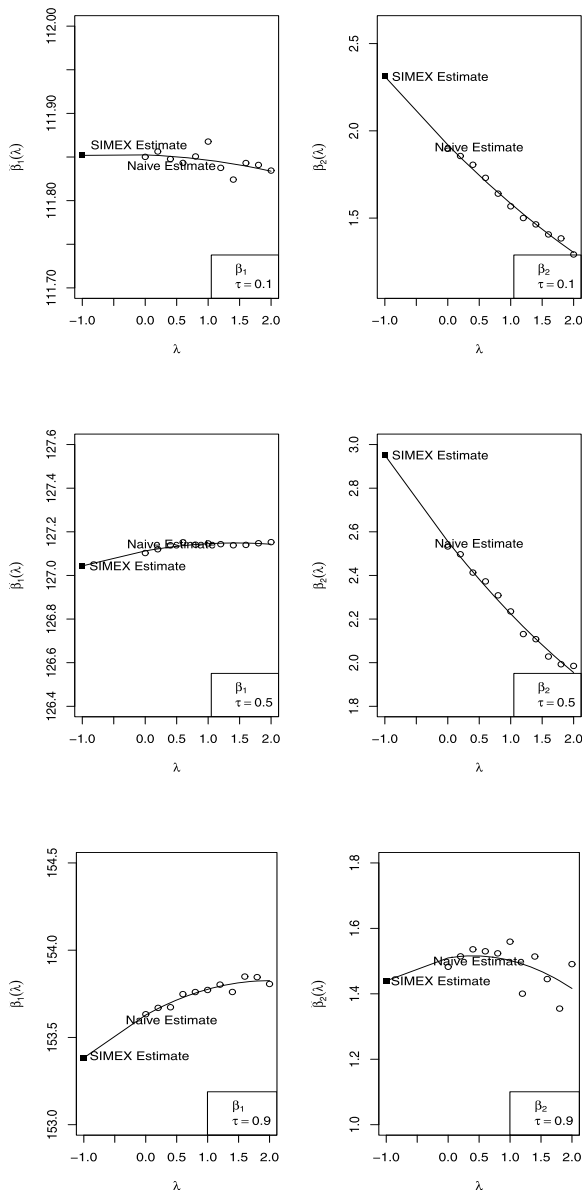 112.00
111.90
111.80
111.70
β1(λ)
SIMEX Estimate
Naive Estimate
β1
τ = 0.1
−1.0 0.0 0.5 1.0 1.5 2.0
λ
2.5
2.0
1.5
β2(λ)
SIMEX Estimate
Naive Estimate
β2
τ = 0.1
−1.0 0.0 0.5 1.0 1.5 2.0
λ
127.6
127.4
127.2
127.0
126.8
126.6
126.4
β1(λ)
Naive Estimate
SIMEX Estimate
β1
τ = 0.5
−1.0 0.0 0.5 1.0 1.5 2.0
λ
3.0
2.8
2.6
2.4
2.2
2.0
1.8
β2(λ)
SIMEX Estimate
Naive Estimate
β2
τ = 0.5
−1.0 0.0 0.5 1.0 1.5 2.0
λ
154.5
154.0
153.5
153.0
β1(λ)
Naive Estimate
SIMEX Estimate
β1
τ = 0.9
−1.0 0.0 0.5 1.0 1.5 2.0
λ
1.8
1.6
1.4
1.2
1.0
β2(λ)
Naive Estimate
SIMEX Estimate
β2
τ = 0.9
−1.0 0.0 0.5 1.0 1.5 2.0
λ